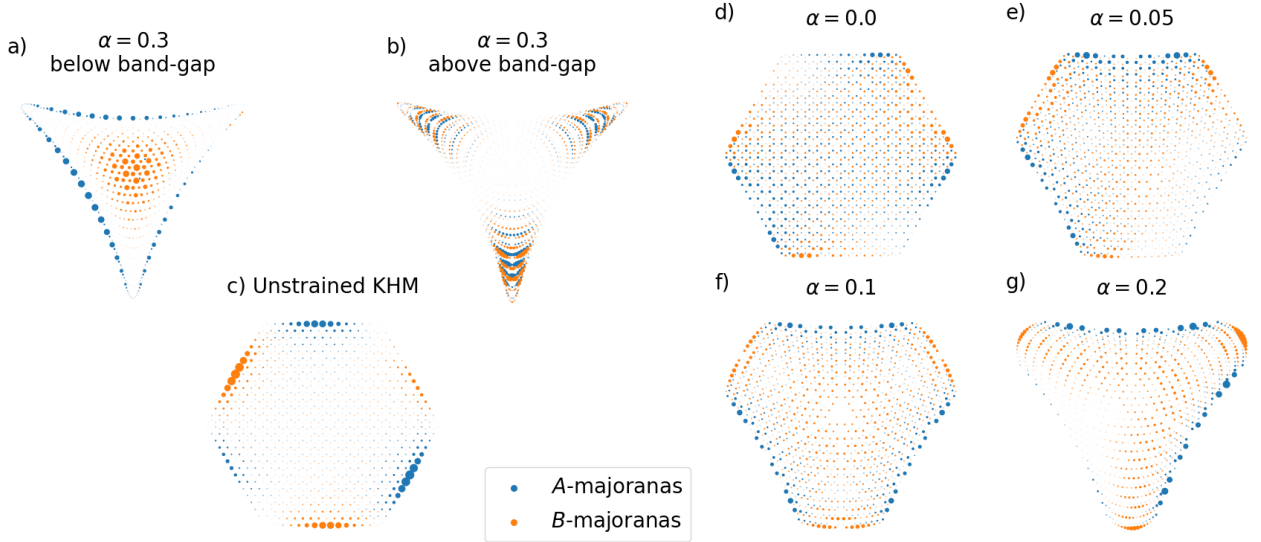 a)
α = 0.3
below band-gap
b)
α = 0.3
above band-gap
c) Unstrained KHM
A-majoranas
B-majoranas
d)
α = 0.0
e)
α = 0.05
f)
α = 0.1
g)
α = 0.2